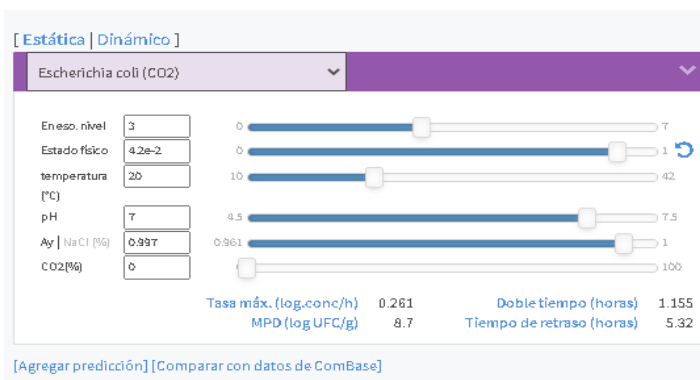 [ Estática | Dinámico ]
Escherichia coli (CO2)
En eso. nivel 3 0 7
Estado físico 4.2e-2 0 1
temperatura (°C) 20 10 42
pH 7 4.5 7.5
Ay | NaCl (%) 0.997 0.961 1
CO2(%) 0 0 100
Tasa máx. (log.conc/h) 0.261 Doble tiempo (horas) 1.155
MPD (log UFC/g) 8.7 Tiempo de retraso (horas) 5.32
[Agregar predicción] [Comparar con datos de ComBase]